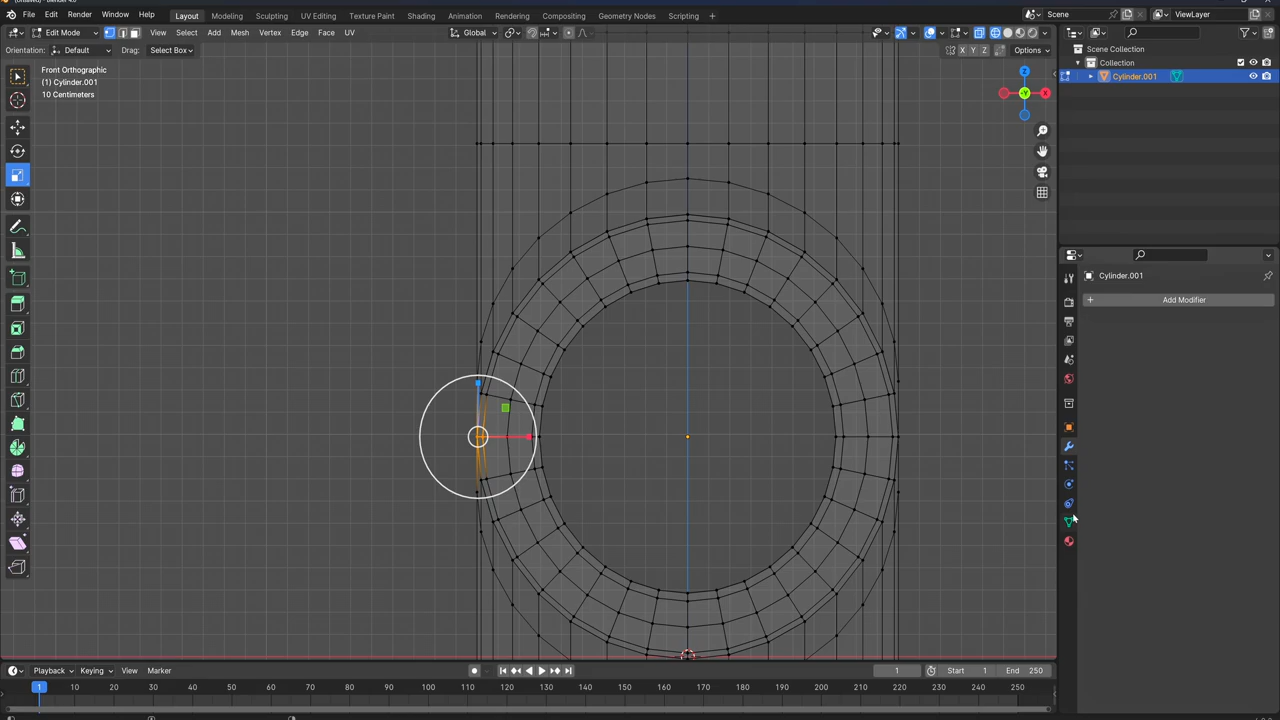 File Edit Render Window Help Layout Modeling Sculpting UV Editing Texture Paint Shading Animation Rendering Compositing Geometry Nodes Scripting + Scene ViewLayer
Edit Mode View Select Add Mesh Vertex Edge Face UV Global
Orientation: Default Drag: Select Box X Y Z Options
Scene Collection
Collection
Cylinder.001
Front Orthographic
(1) Cylinder.001
10 Centimeters
Z
-Y
X
Cylinder.001
+ Add Modifier
Playback Keying View Marker 1 Start 1 End 250
1 10 20 30 40 50 60 70 80 90 100 110 120 130 140 150 160 170 180 190 200 210 220 230 240 250